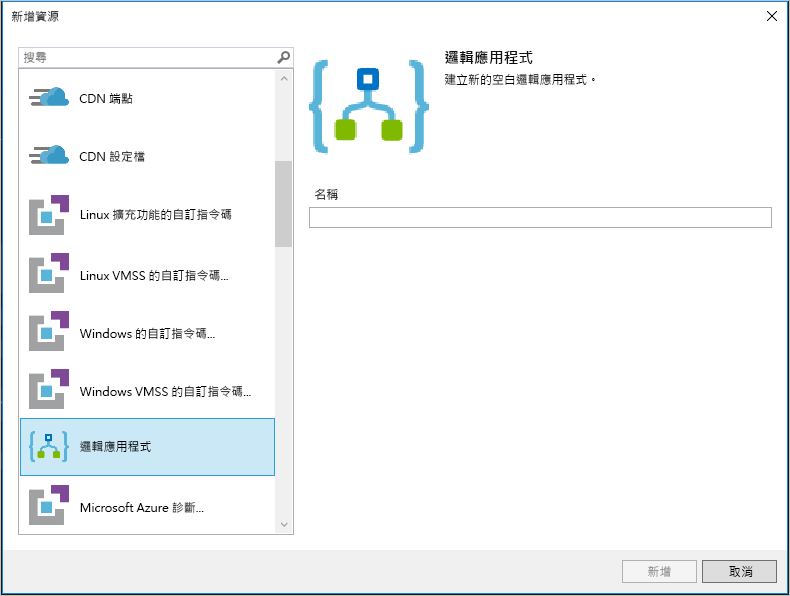 新增資源
搜尋
CDN 端點
CDN 設定檔
Linux 擴充功能的自訂指令碼
Linux VMSS 的自訂指令碼...
Windows 的自訂指令碼...
Windows VMSS 的自訂指令碼...
邏輯應用程式
Microsoft Azure 診斷...
邏輯應用程式
建立新的空白邏輯應用程式。
名稱
新增
取消